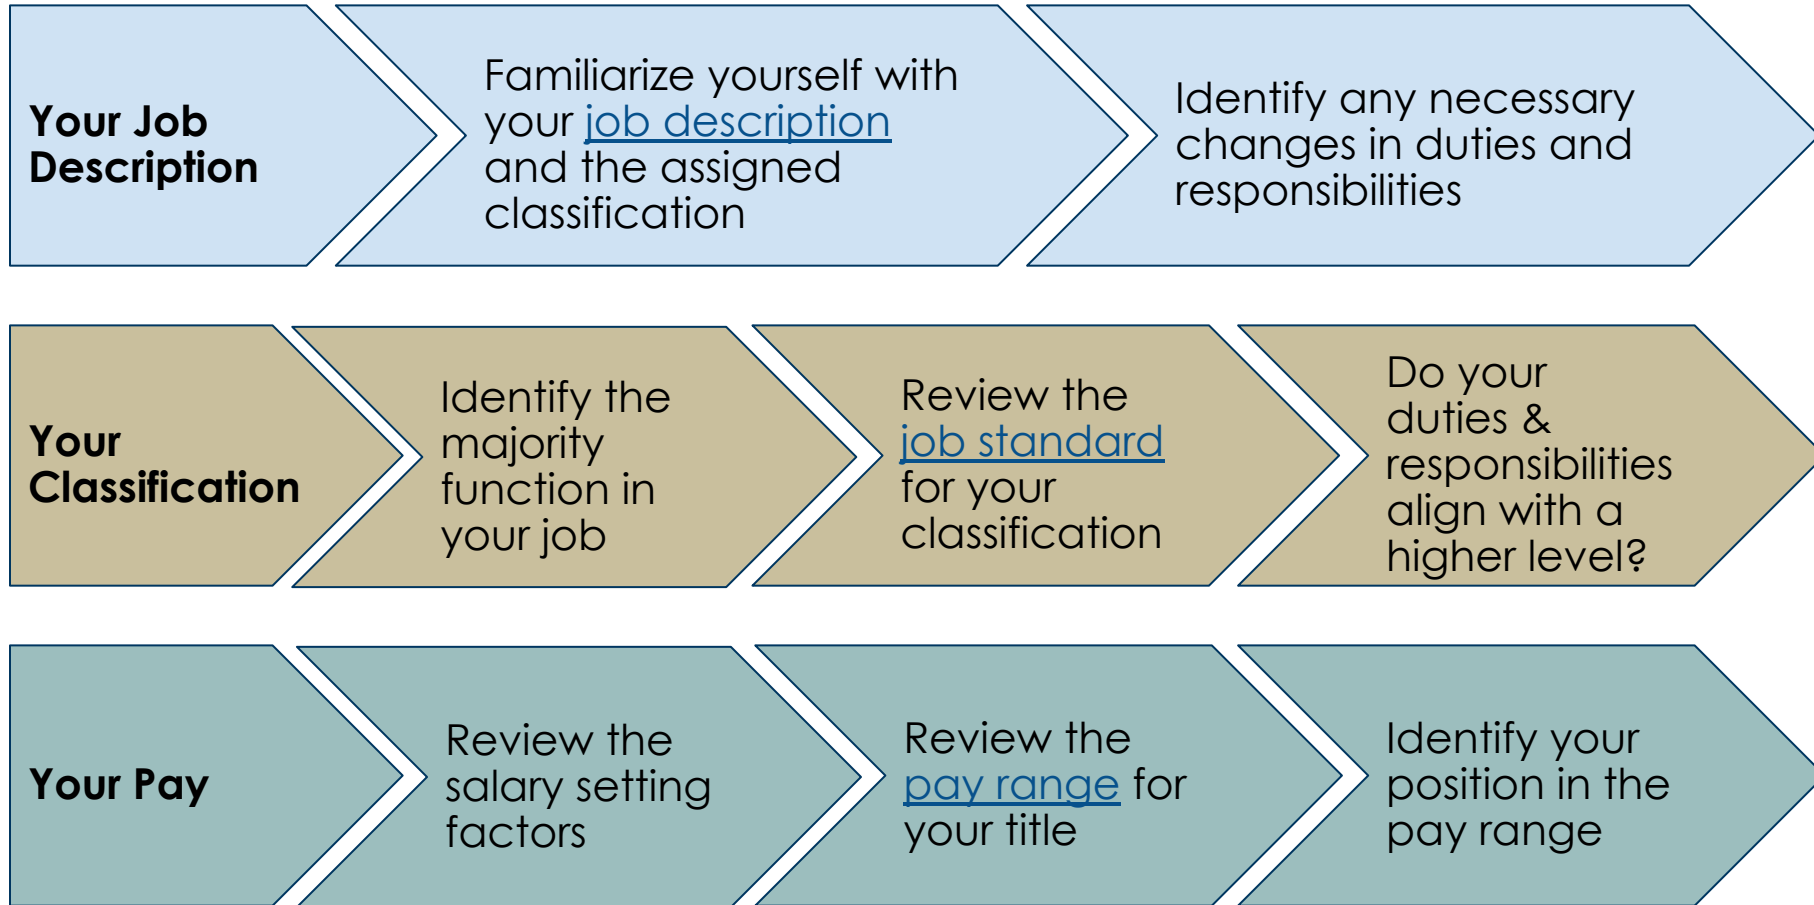 Your Job
Description
Familiarize yourself with
your job description
and the assigned
classification
Identify any necessary
changes in duties and
responsibilities
Your
Classification
Identify the
majority
function in
your job
Review the
job standard
for your
classification
Do your
duties &
responsibilities
align with a
higher level?
Your Pay
Review the
salary setting
factors
Review the
pay range for
your title
Identify your
position in the
pay range